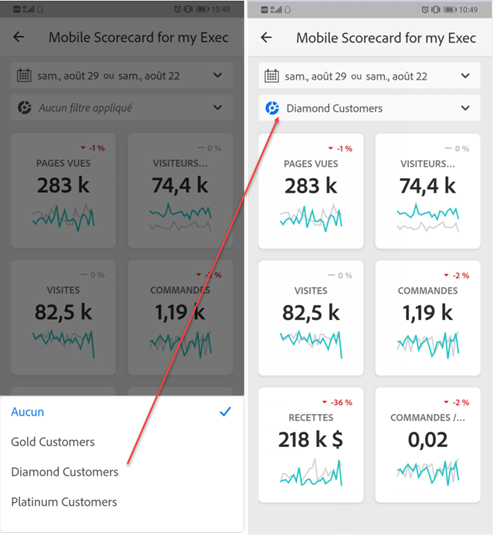 10:49
Mobile Scorecard for my Exec
sam., août 29 ou sam., août 22
Aucun filtre appliqué
-1 %
PAGES VUES
283 k
0 %
VISITEURS...
74,4 k
0 %
VISITES
82,5 k
-2 %
COMMANDES
1,19 k
Aucun
Gold Customers
Diamond Customers
Platinum Customers
10:49
Mobile Scorecard for my Exec
sam., août 29 ou sam., août 22
Diamond Customers
-1 %
PAGES VUES
283 k
0 %
VISITEURS...
74,4 k
0 %
VISITES
82,5 k
-2 %
COMMANDES
1,19 k
-36 %
RECETTES
218 k $
-2 %
COMMANDES /...
0,02